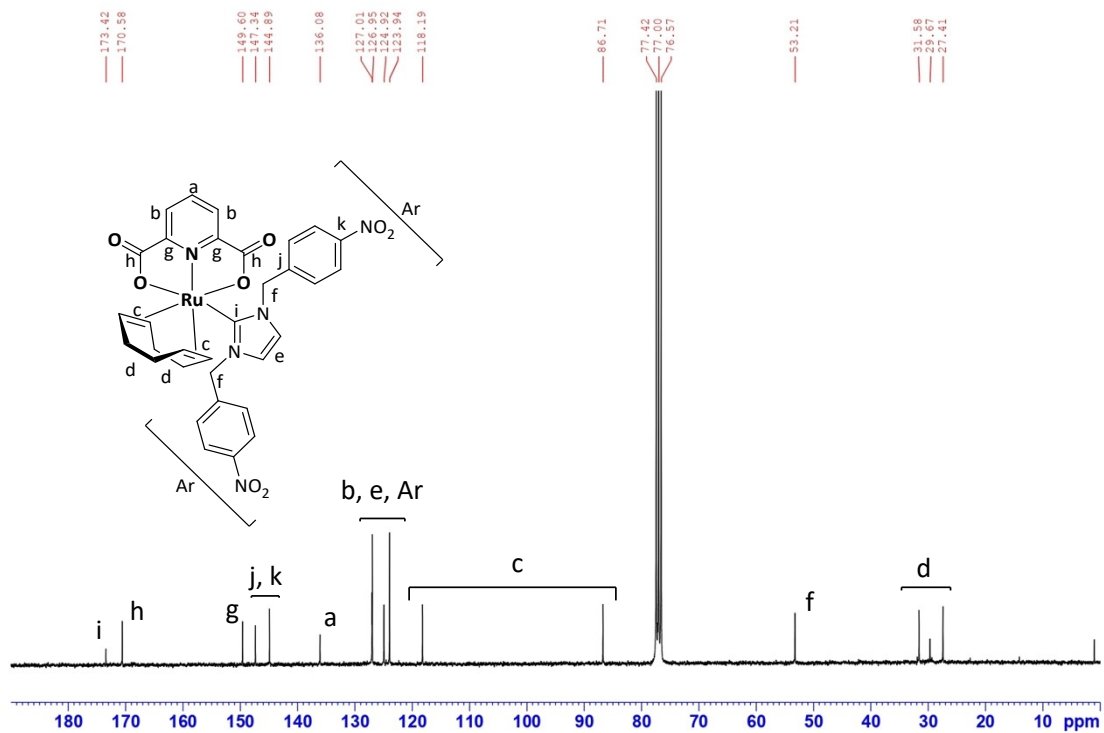 173.42
170.58
149.60
147.34
144.89
136.08
127.01
126.95
124.92
123.94
118.19
86.71
77.42
77.00
76.57
53.21
31.58
29.67
27.41
a
b b
O O
g N g
h h
O O
Ru
c
c
d d
i
N
N
e
f
f
j
k
NO2
Ar
NO2
Ar
b, e, Ar
c
d
j, k
i h g a f
180 170 160 150 140 130 120 110 100 90 80 70 60 50 40 30 20 10 ppm